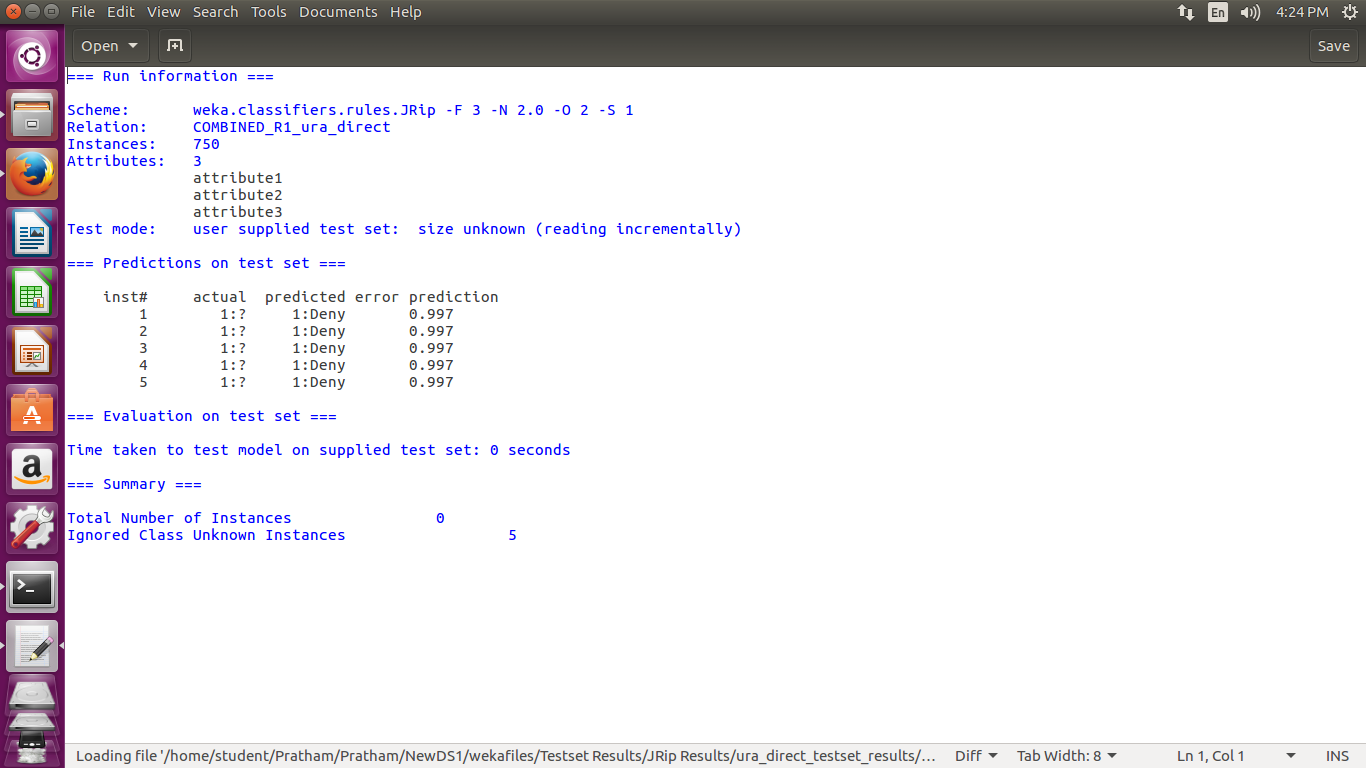 File Edit View Search Tools Documents Help En 4:24 PM
Open Save
=== Run information ===
Scheme: weka.classifiers.rules.JRip -F 3 -N 2.0 -O 2 -S 1
Relation: COMBINED_R1_ura_direct
Instances: 750
Attributes: 3
attribute1
attribute2
attribute3
Test mode: user supplied test set: size unknown (reading incrementally)
=== Predictions on test set ===
inst# actual predicted error prediction
1 1:? 1:Deny 0.997
2 1:? 1:Deny 0.997
3 1:? 1:Deny 0.997
4 1:? 1:Deny 0.997
5 1:? 1:Deny 0.997
=== Evaluation on test set ===
Time taken to test model on supplied test set: 0 seconds
=== Summary ===
Total Number of Instances 0
Ignored Class Unknown Instances 5
Loading file '/home/student/Pratham/Pratham/NewDS1/wekafiles/Testset Results/JRip Results/ura_direct_testset_results/… Diff Tab Width: 8 Ln 1, Col 1 INS